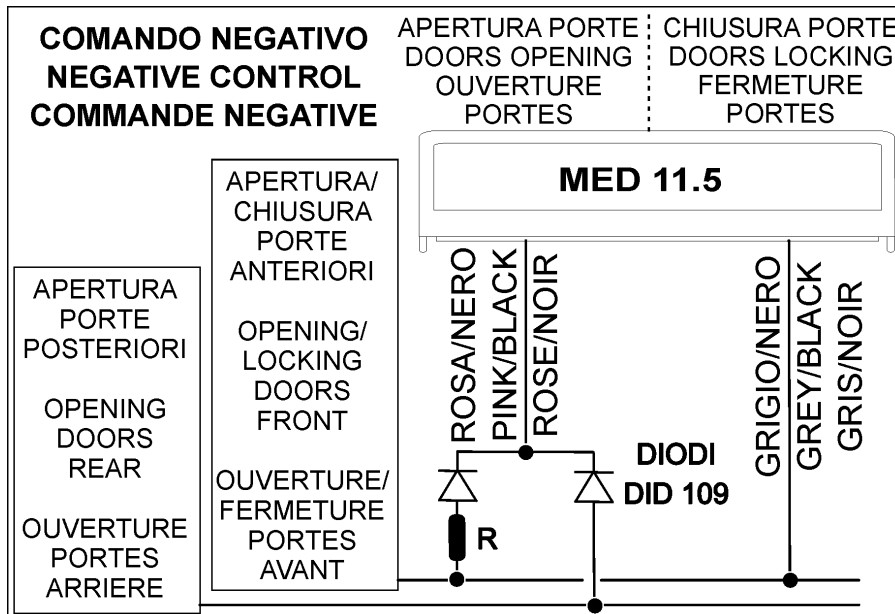 COMANDO NEGATIVO
NEGATIVE CONTROL
COMMANDE NEGATIVE
APERTURA PORTE
DOORS OPENING
OUVERTURE
PORTES
CHIUSURA PORTE
DOORS LOCKING
FERMETURE
PORTES
MED 11.5
APERTURA/
CHIUSURA
PORTE
ANTERIORI
OPENING/
LOCKING
DOORS
FRONT
OUVERTURE/
FERMETURE
PORTES
AVANT
APERTURA
PORTE
POSTERIORI
OPENING
DOORS
REAR
OUVERTURE
PORTES
ARRIERE
ROSA/NERO
PINK/BLACK
ROSE/NOIR
GRIGIO/NERO
GREY/BLACK
GRIS/NOIR
DIODI
DID 109
R